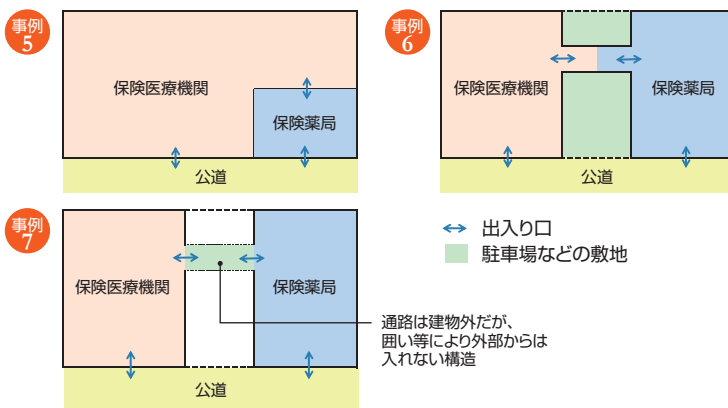 事例
5
保険医療機関
保険薬局
公道
事例
6
保険医療機関
保険薬局
公道
事例
7
保険医療機関
保険薬局
公道
出入り口
駐車場などの敷地
通路は建物外だが、
囲い等により外部からは
入れない構造